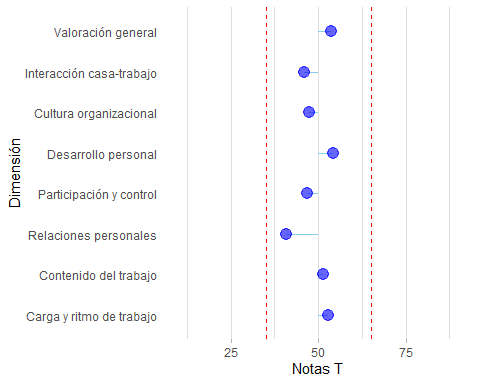 Valoración general
Interacción casa-trabajo
Cultura organizacional
Desarrollo personal
Participación y control
Relaciones personales
Contenido del trabajo
Carga y ritmo de trabajo
Dimensión
25 50 75
Notas T